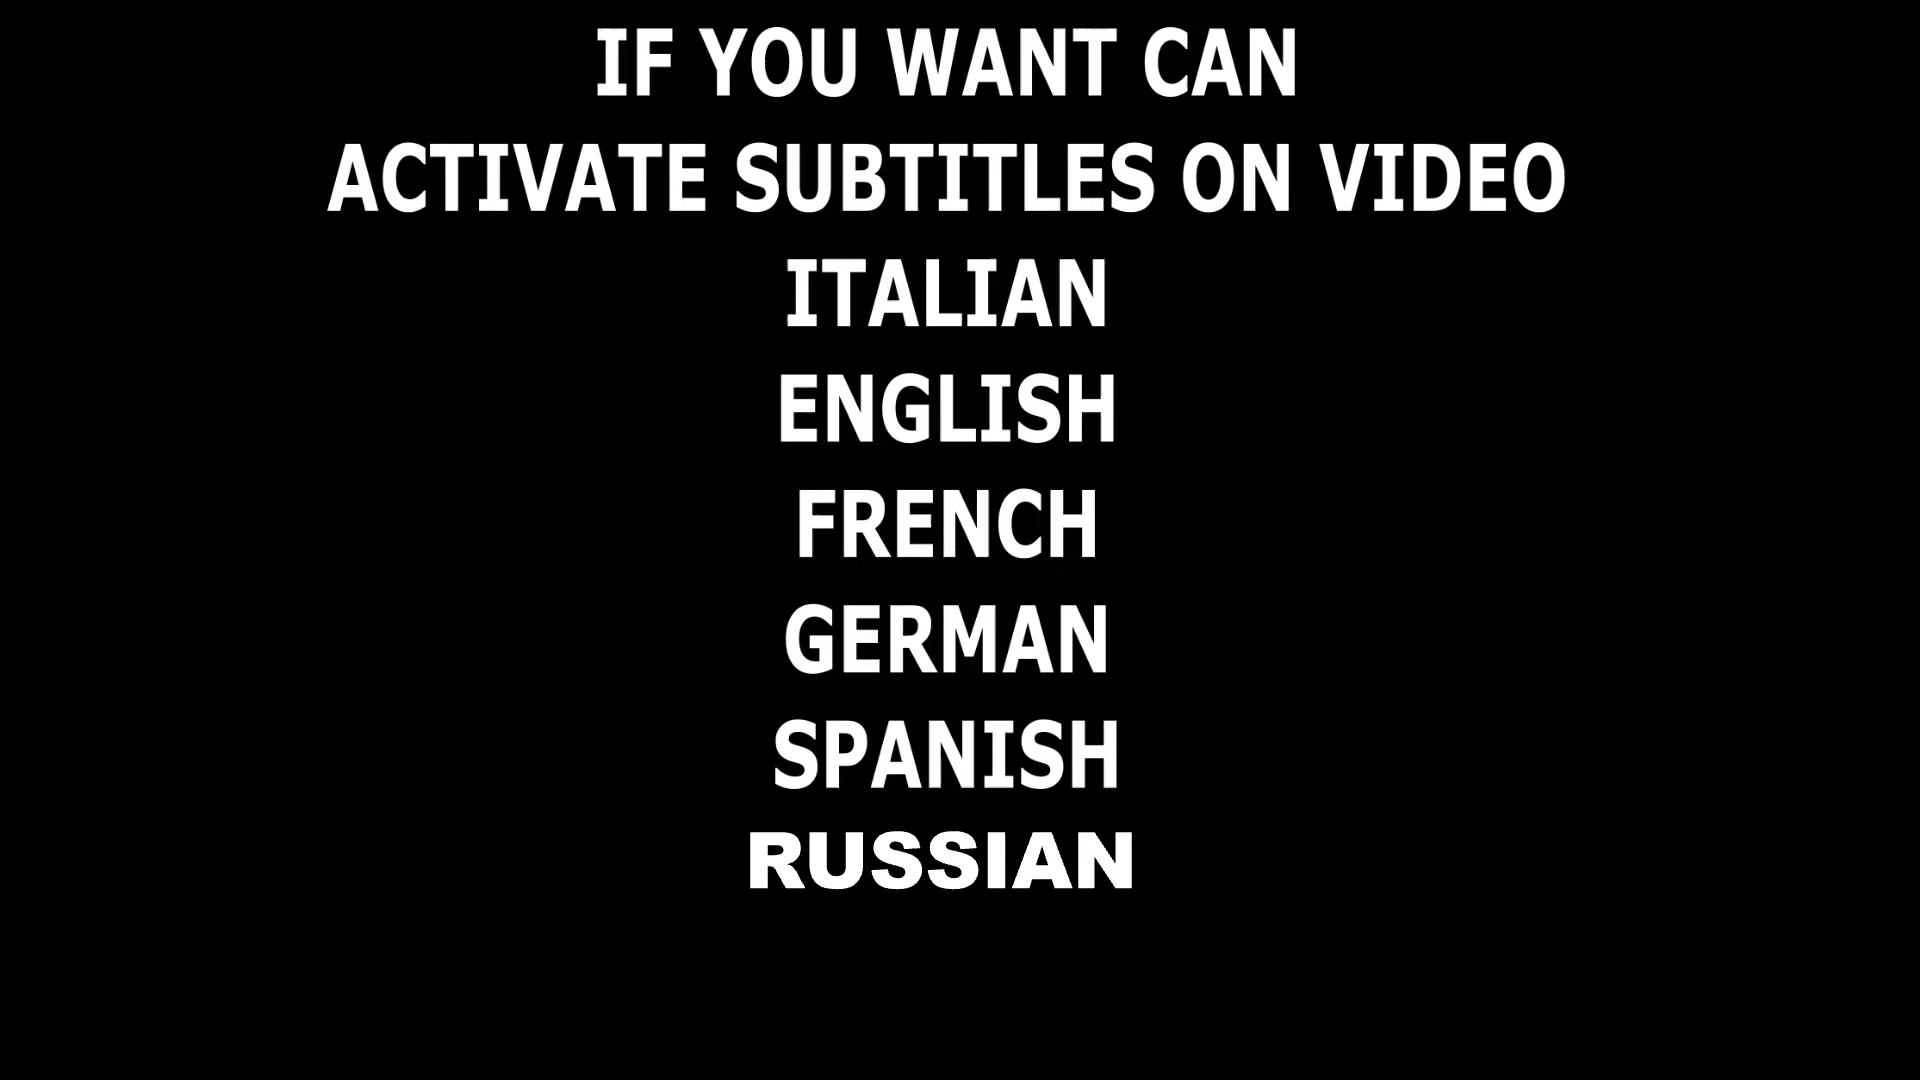 IF YOU WANT CAN
ACTIVATE SUBTITLES ON VIDEO
ITALIAN
ENGLISH
FRENCH
GERMAN
SPANISH
RUSSIAN